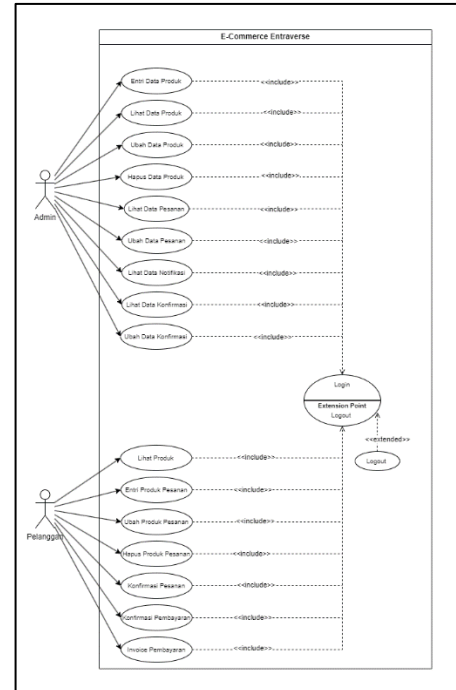 E-Commerce Entraverse
Entri Data Produk
<<include>>
Lihat Data Produk
<<include>>
Ubah Data Produk
<<include>>
Hapus Data Produk
<<include>>
Admin
Lihat Data Pesanan
<<include>>
Ubah Data Pesanan
<<include>>
Lihat Data Notifikasi
<<include>>
Lihat Data Konfirmasi
<<include>>
Ubah Data Konfirmasi
<<include>>
Login
Extension Point
Logout
<<extended>>
Logout
Lihat Produk
<<include>>
Entri Produk Pesanan
<<include>>
Ubah Produk Pesanan
<<include>>
Pelanggan
Hapus Produk Pesanan
<<include>>
Konfirmasi Pesanan
<<include>>
Konfirmasi Pembayaran
<<include>>
Invoice Pembayaran
<<include>>